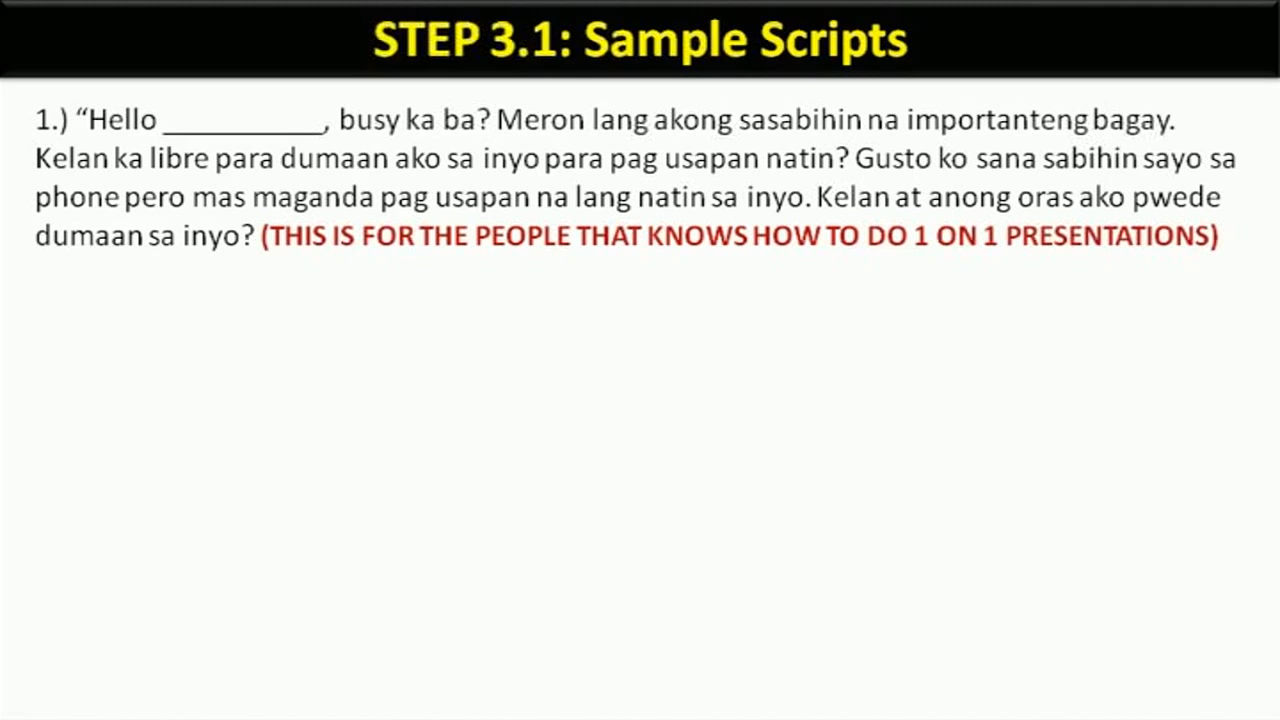 STEP 3.1: Sample Scripts
1.) “Hello ___________, busy ka ba? Meron lang akong sasabihin na importanteng bagay.
Kelan ka libre para dumaan ako sa inyo para pag usapan natin? Gusto ko sana sabihin sayo sa
phone pero mas maganda pag usapan na lang natin sa inyo. Kelan at anong oras ako pwede
dumaan sa inyo? (THIS IS FOR THE PEOPLE THAT KNOWS HOW TO DO 1 ON 1 PRESENTATIONS)